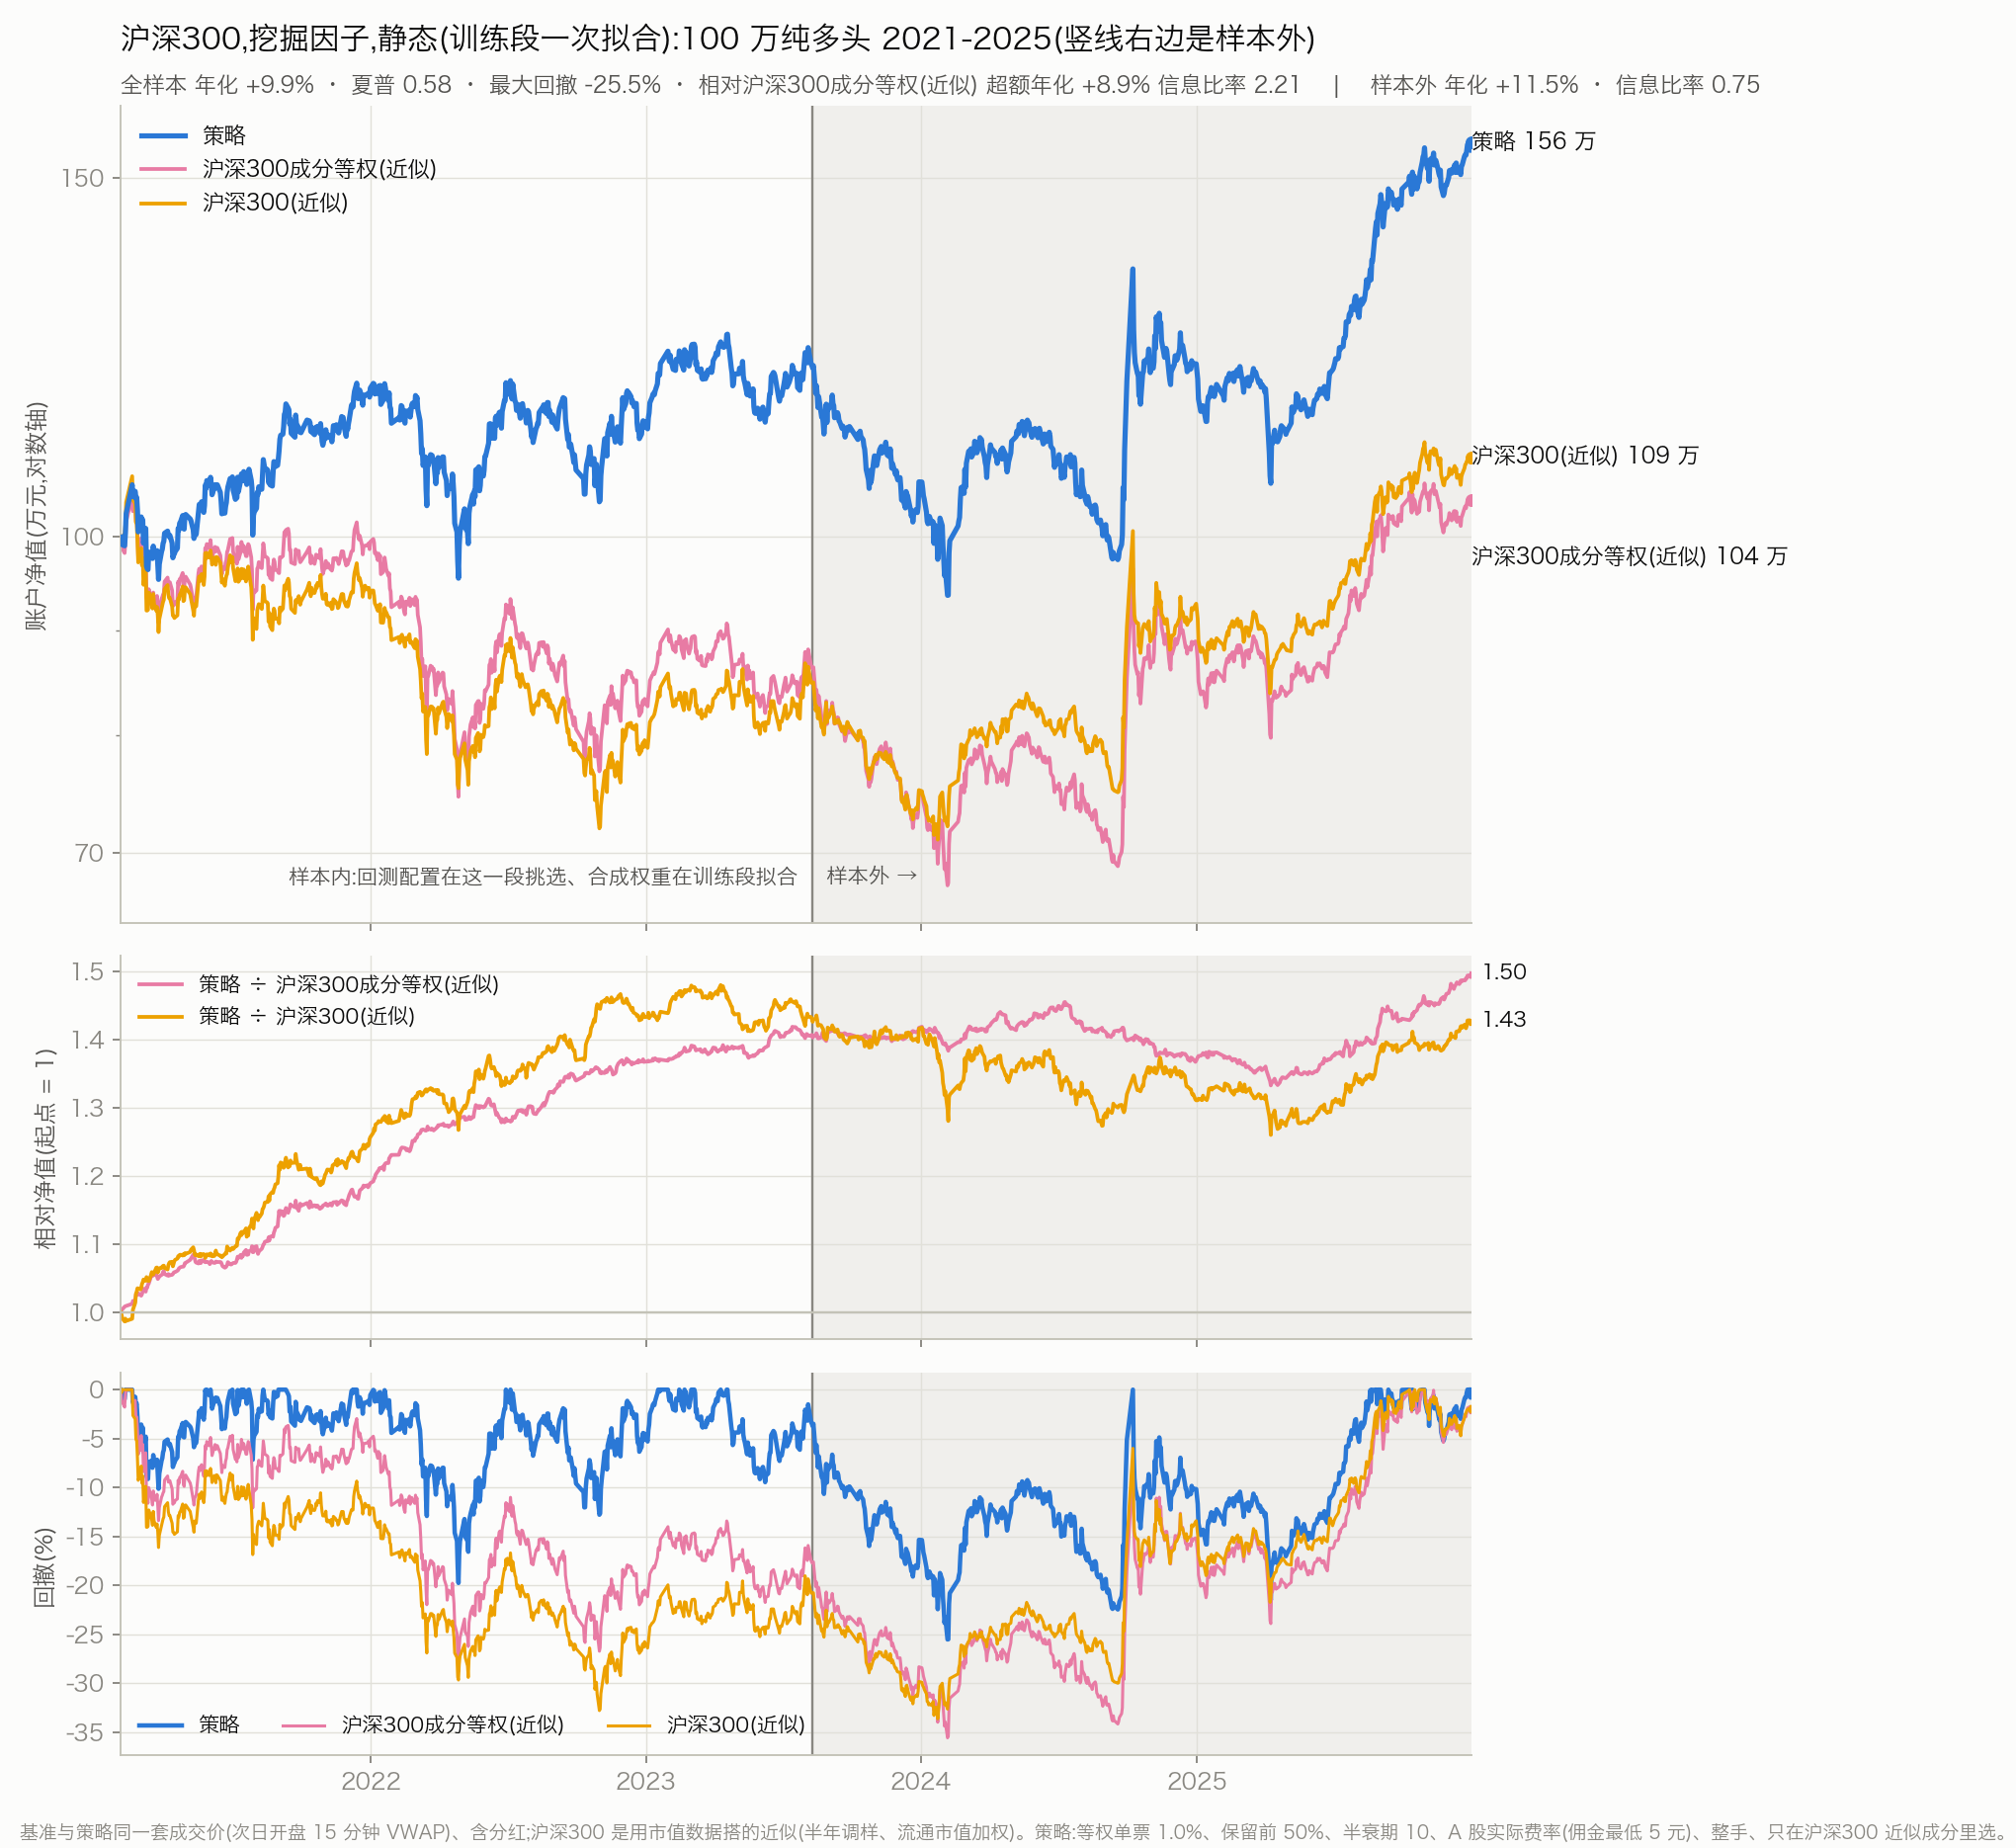 沪深300,挖掘因子,静态(训练段一次拟合):100 万纯多头 2021-2025(竖线右边是样本外)
全样本 年化 +9.9% · 夏普 0.58 · 最大回撤 -25.5% · 相对沪深300成分等权(近似) 超额年化 +8.9% 信息比率 2.21 | 样本外 年化 +11.5% · 信息比率 0.75
策略
沪深300成分等权(近似)
沪深300(近似)
账户净值(万元,对数轴)
150
100
70
策略 156 万
沪深300(近似) 109 万
沪深300成分等权(近似) 104 万
样本内:回测配置在这一段挑选、合成权重在训练段拟合
样本外 →
策略 ÷ 沪深300成分等权(近似)
策略 ÷ 沪深300(近似)
相对净值(起点 = 1)
1.5
1.4
1.3
1.2
1.1
1.0
1.50
1.43
回撤(%)
0
-5
-10
-15
-20
-25
-30
-35
策略 沪深300成分等权(近似) 沪深300(近似)
2022 2023 2024 2025
基准与策略同一套成交价(次日开盘 15 分钟 VWAP)、含分红;沪深300 是用市值数据搭的近似(半年调样、流通市值加权)。策略:等权单票 1.0%、保留前 50%、半衰期 10、A 股实际费率(佣金最低 5 元)、整手、只在沪深300 近似成分里选。